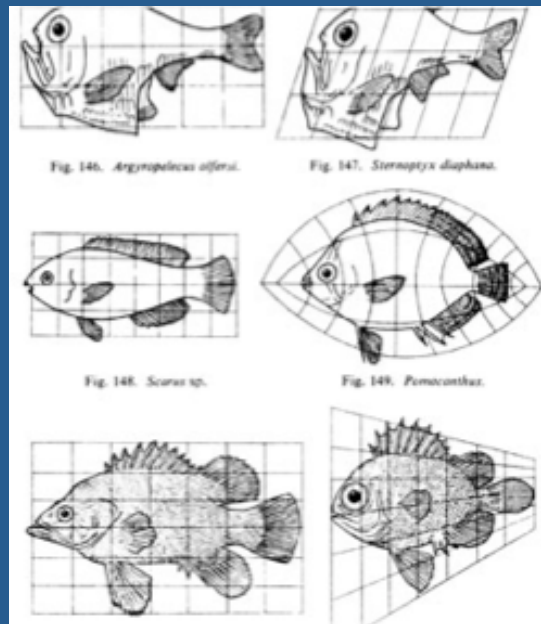 Fig. 146. Argyropelecus olfersi.
Fig. 147. Sternoptyx diaphana.
Fig. 148. Scarus sp.
Fig. 149. Pomacanthus.